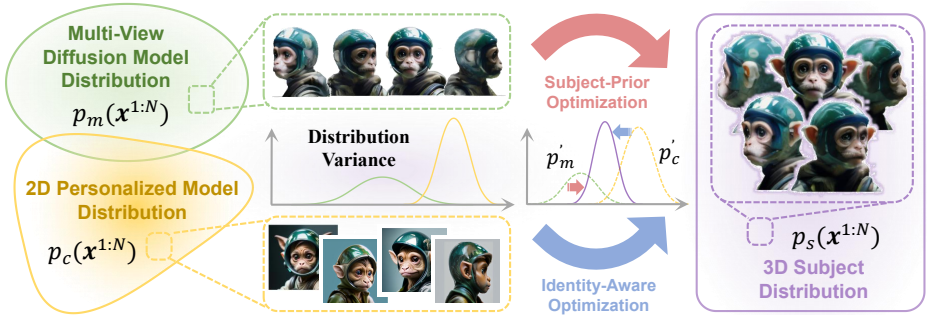 Multi-View
Diffusion Model
Distribution
p_m(x^{1:N})
2D Personalized Model
Distribution
p_c(x^{1:N})
Distribution
Variance
Subject-Prior
Optimization
p'_m
p'_c
Identity-Aware
Optimization
p_s(x^{1:N})
3D Subject
Distribution